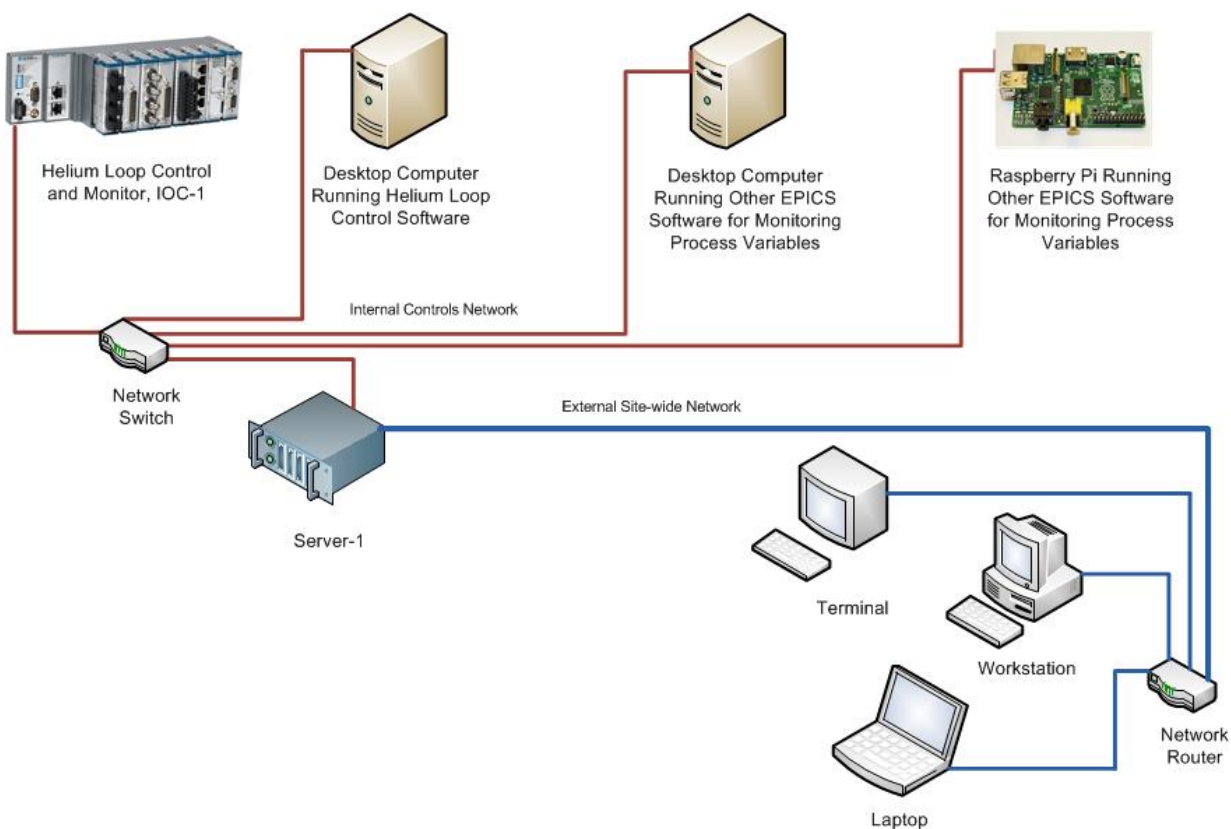 Helium Loop Control
and Monitor, IOC-1
Desktop Computer
Running Helium Loop
Control Software
Desktop Computer
Running Other EPICS
Software for Monitoring
Process Variables
Raspberry Pi Running
Other EPICS Software
for Monitoring Process
Variables
Internal Controls Network
Network
Switch
External Site-wide Network
Server-1
Terminal
Workstation
Network
Router
Laptop